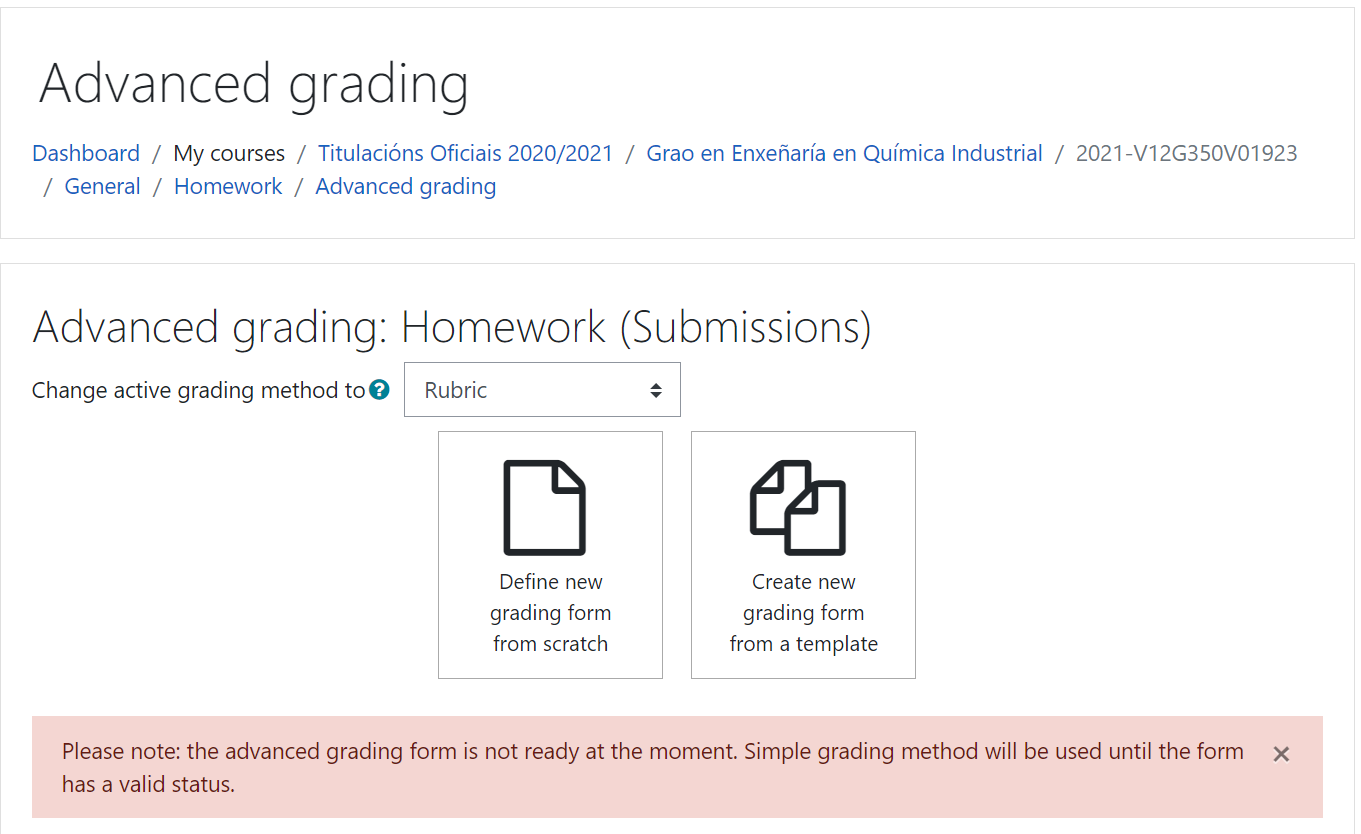 Advanced grading
Dashboard / My courses / Titulacións Oficiais 2020/2021 / Grao en Enxeñaría en Química Industrial / 2021-V12G350V01923
/ General / Homework / Advanced grading
Advanced grading: Homework (Submissions)
Change active grading method to ? Rubric
Define new
grading form
from scratch
Create new
grading form
from a template
Please note: the advanced grading form is not ready at the moment. Simple grading method will be used until the form
has a valid status.